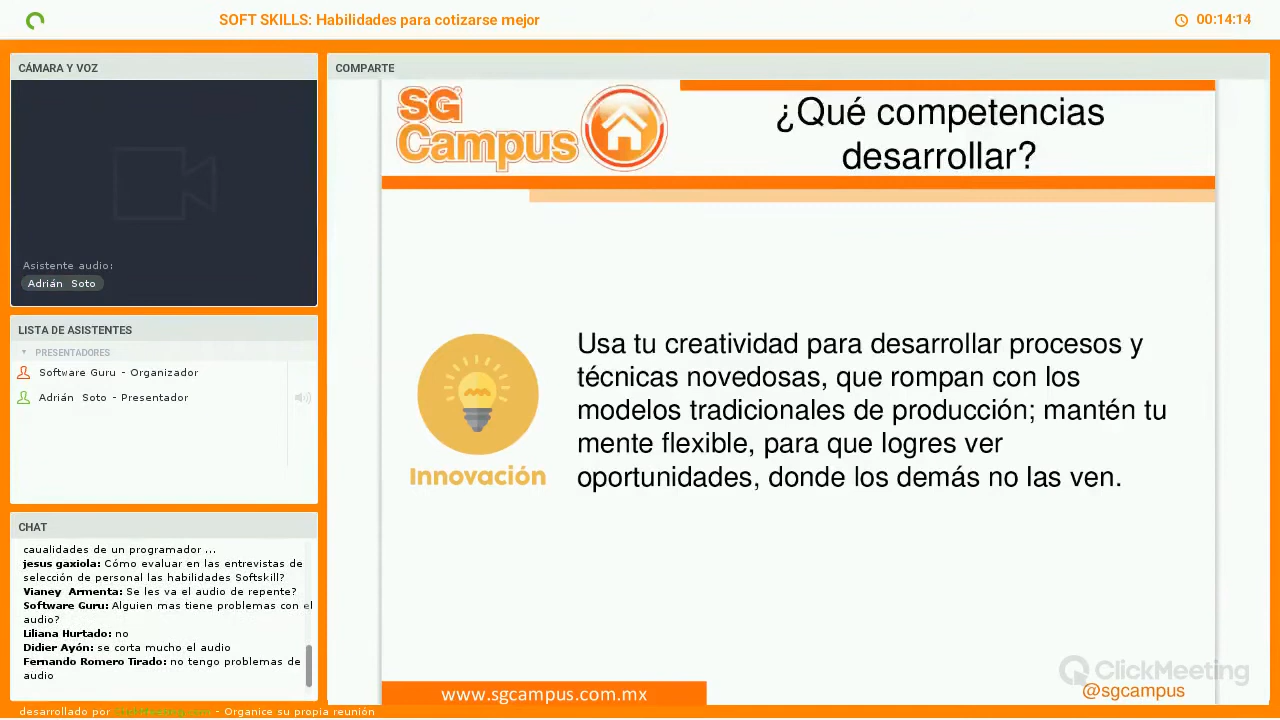 SOFT SKILLS: Habilidades para cotizarse mejor
00:14:14
CÁMARA Y VOZ
Asistente audio:
Adrián Soto
LISTA DE ASISTENTES
PRESENTADORES
Software Guru - Organizador
Adrián Soto - Presentador
CHAT
caualidades de un programador ...
jesus gaxiola: Cómo evaluar en las entrevistas de
selección de personal las habilidades Softskill?
Vianey Armenta: Se les va el audio de repente?
Software Guru: Alguien mas tiene problemas con el
audio?
Liliana Hurtado: no
Didier Ayón: se corta mucho el audio
Fernando Romero Tirado: no tengo problemas de
audio
desarrollado por ClickMeeting.com - Organice su propia reunión
COMPARTE
SG
Campus
¿Qué competencias
desarrollar?
Innovación
Usa tu creatividad para desarrollar procesos y
técnicas novedosas, que rompan con los
modelos tradicionales de producción; mantén tu
mente flexible, para que logres ver
oportunidades, donde los demás no las ven.
www.sgcampus.com.mx
ClickMeeting
@sgcampus